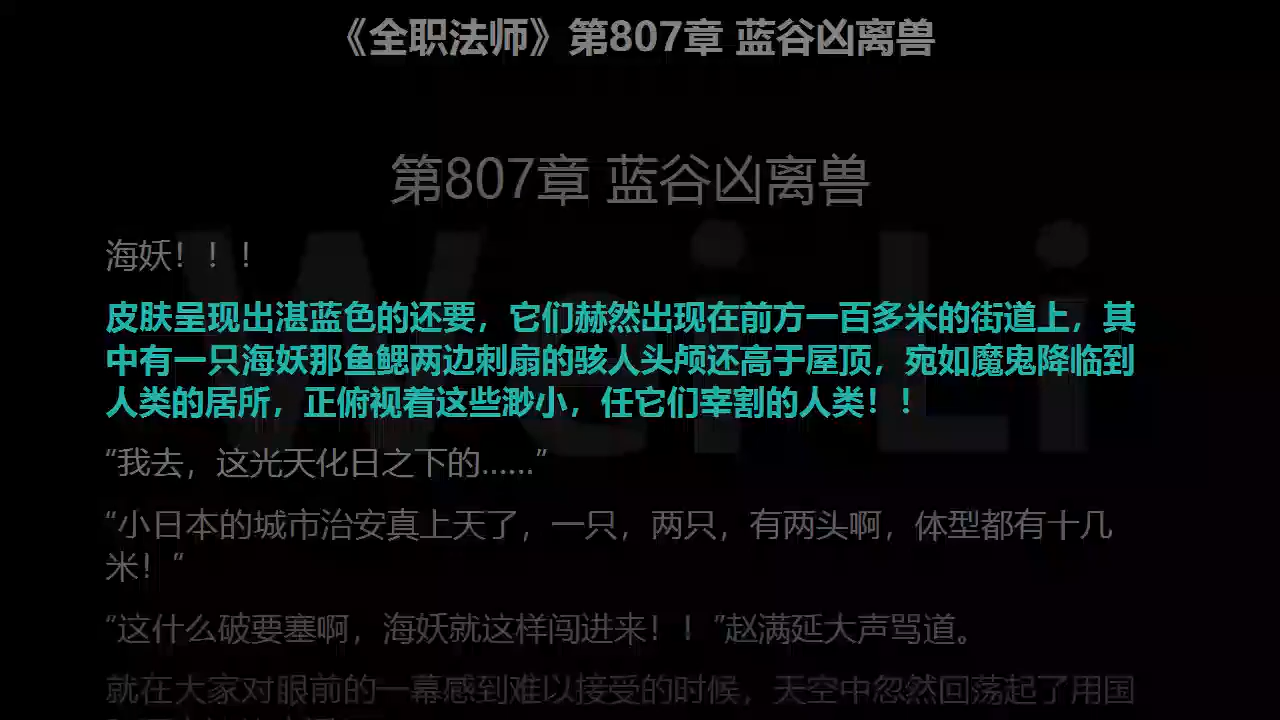 《全职法师》第807章 蓝谷凶离兽
第807章 蓝谷凶离兽
海妖！！！
皮肤呈现出湛蓝色的还要，它们赫然出现在前方一百多米的街道上，其
中有一只海妖那鱼鳃两边刺扇的骇人头颅还高于屋顶，宛如魔鬼降临到
人类的居所，正俯视着这些渺小，任它们宰割的人类！！
“我去，这光天化日之下的......”
“小日本的城市治安真上天了，一只，两只，有两头啊，体型都有十几
米！”
“这什么破要塞啊，海妖就这样闯进来！！”赵满延大声骂道。
就在大家对眼前的一幕感到难以接受的时候，天空中忽然回荡起了用国
Wei Li